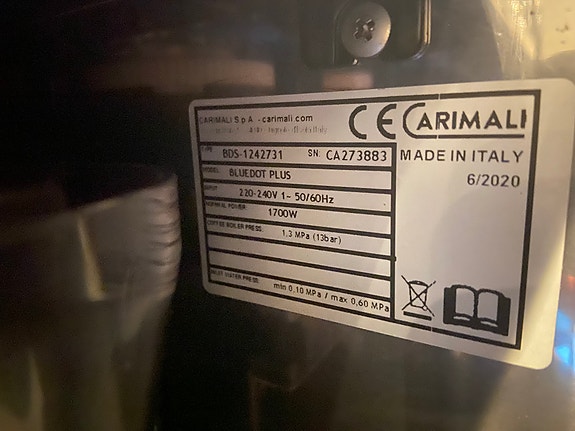 CARIMALI S p A - carimali com
CE CARIMALI
TYPE BDS-1242731 SN: CA273883
MADE IN ITALY
6/2020
MODEL BLUEDOT PLUS
INPUT 220-240V 1~ 50/60Hz
NOMINAL POWER 1700W
COFFEE BOILER PRESS. 1.3 MPa (13bar)
INLET WATER PRESS. min 0,10 MPa / max 0,60 MPa